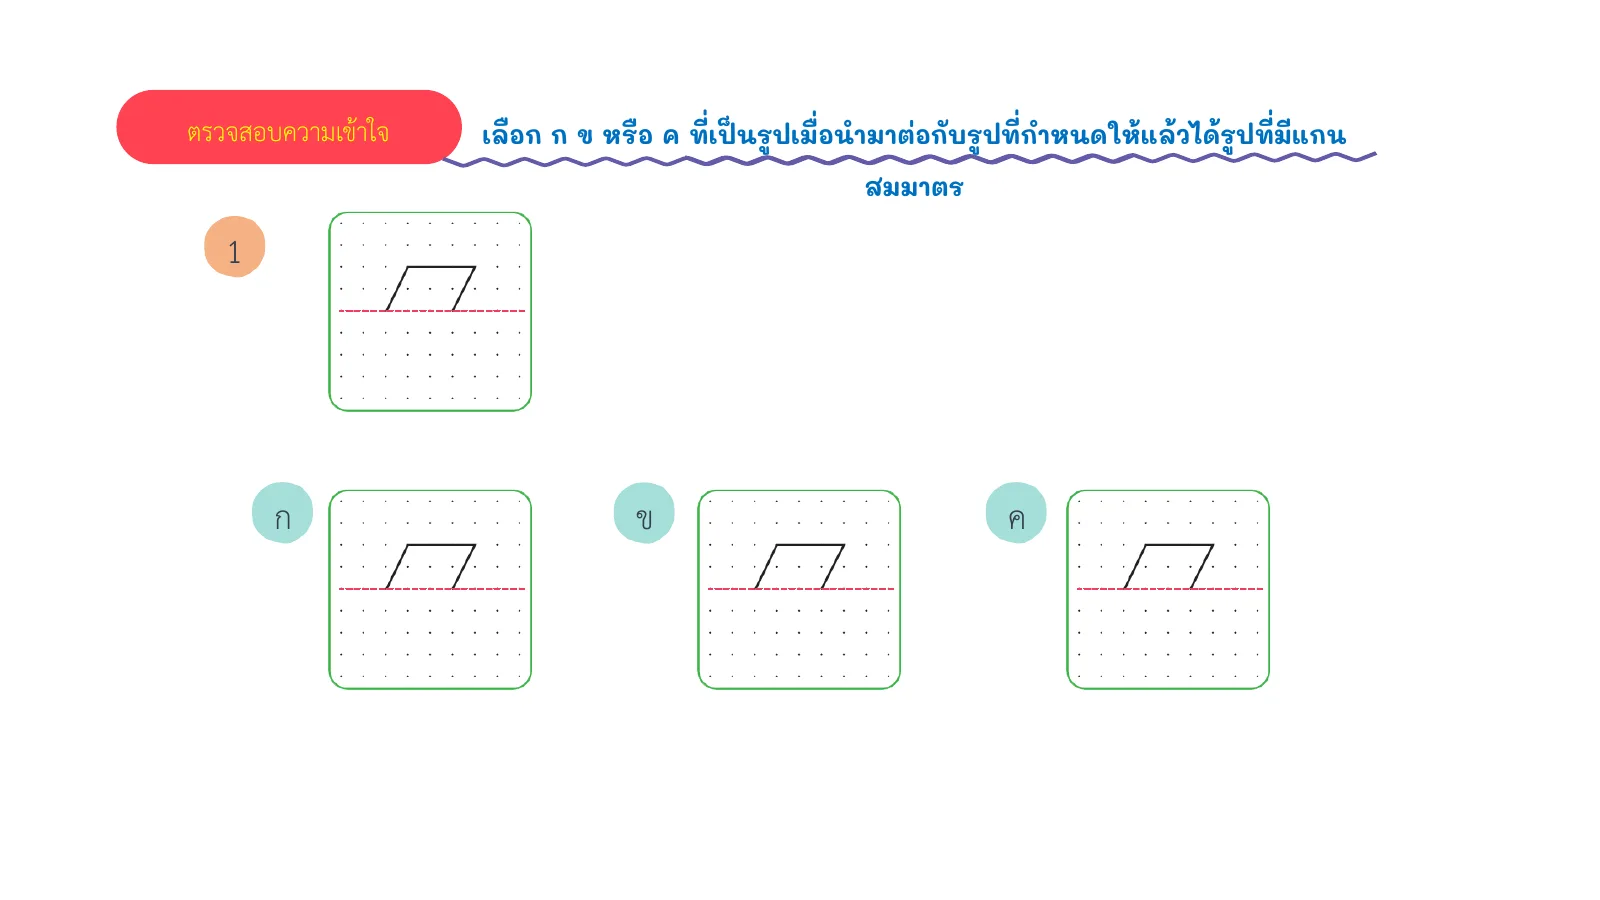 ตรวจสอบความเข้าใจ
เลือก ก ข หรือ ค ที่เป็นรูปเมื่อนำมาต่อกับรูปที่กำหนดให้แล้วได้รูปที่มีแกน
สมมาตร
1
ก
ข
ค